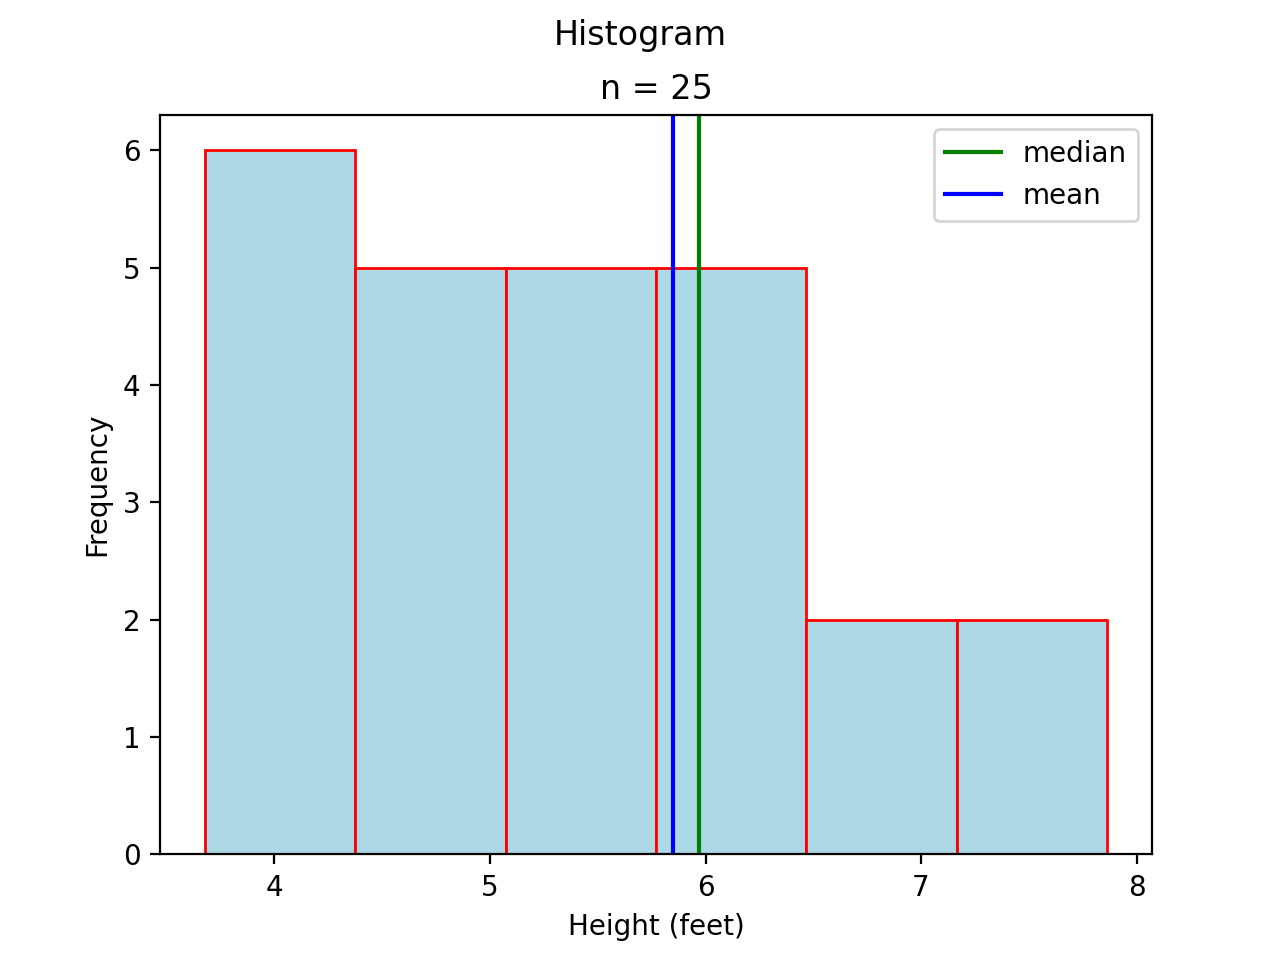 Histogram
n = 25
median
mean
6
5
4
3
2
1
0
Frequency
4 5 6 7 8
Height (feet)